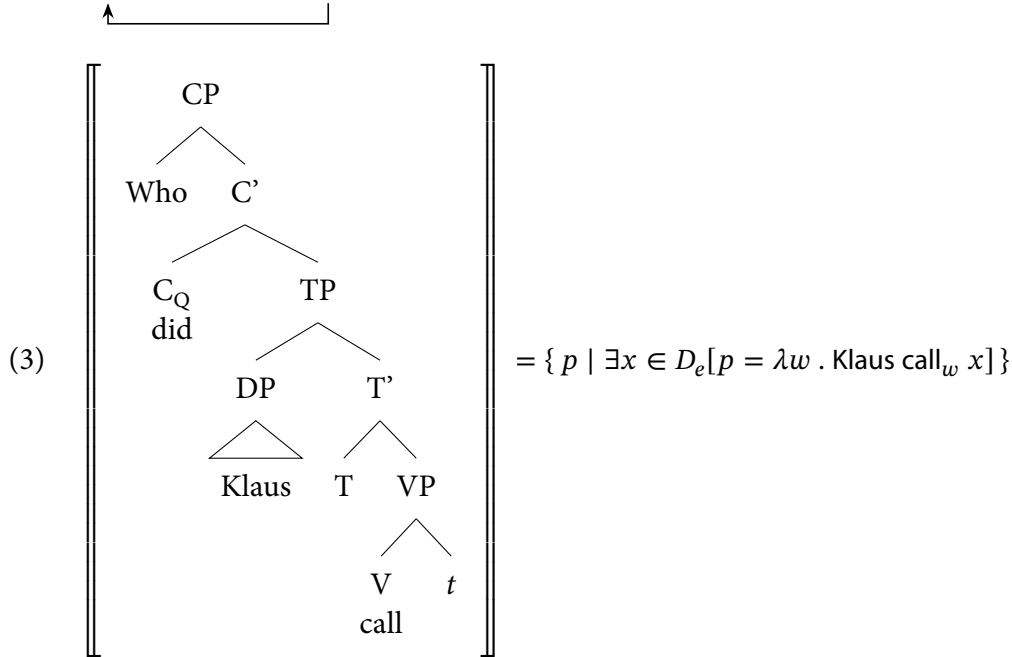 CP
Who C’
C_Q TP
did
(3) DP T’ = { p | ∃x ∈ D_e[p = λw . Klaus call_w x] }
Klaus T VP
V t
call